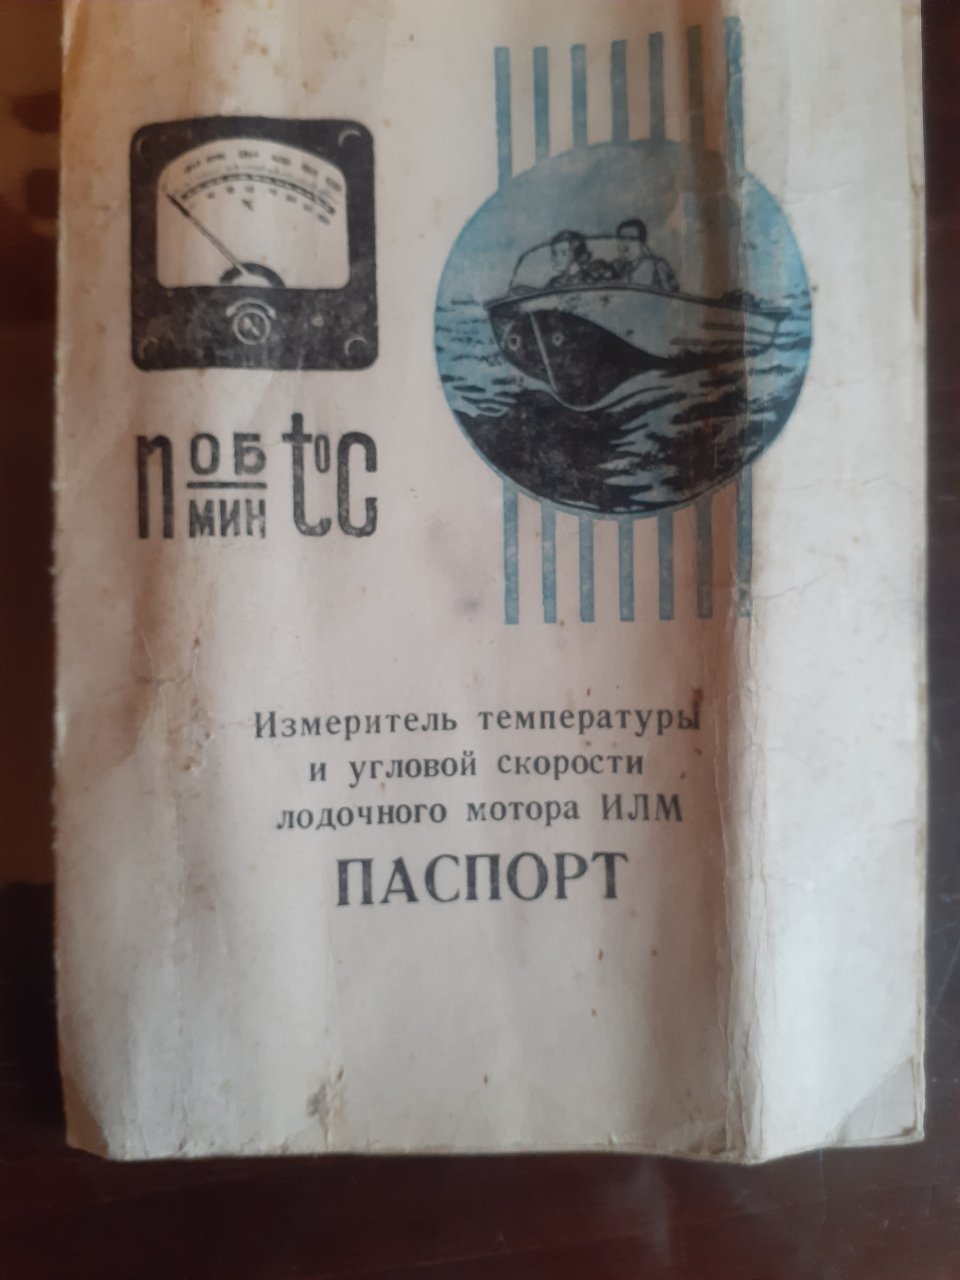 n ОБ/МИН t°C
Измеритель температуры
и угловой скорости
лодочного мотора ИЛМ
ПАСПОРТ